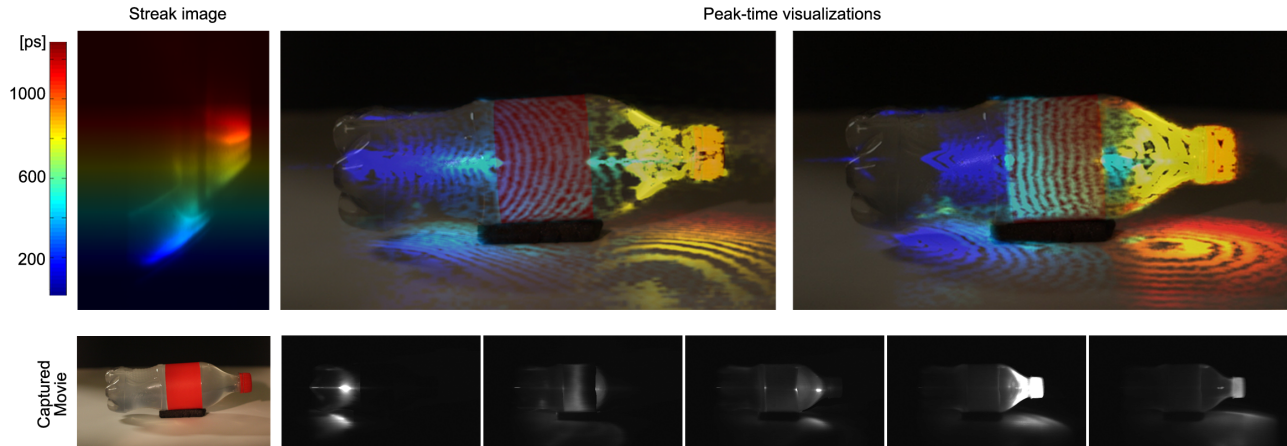 Streak image
Peak-time visualizations
[ps]
1000
600
200
Captured
Movie